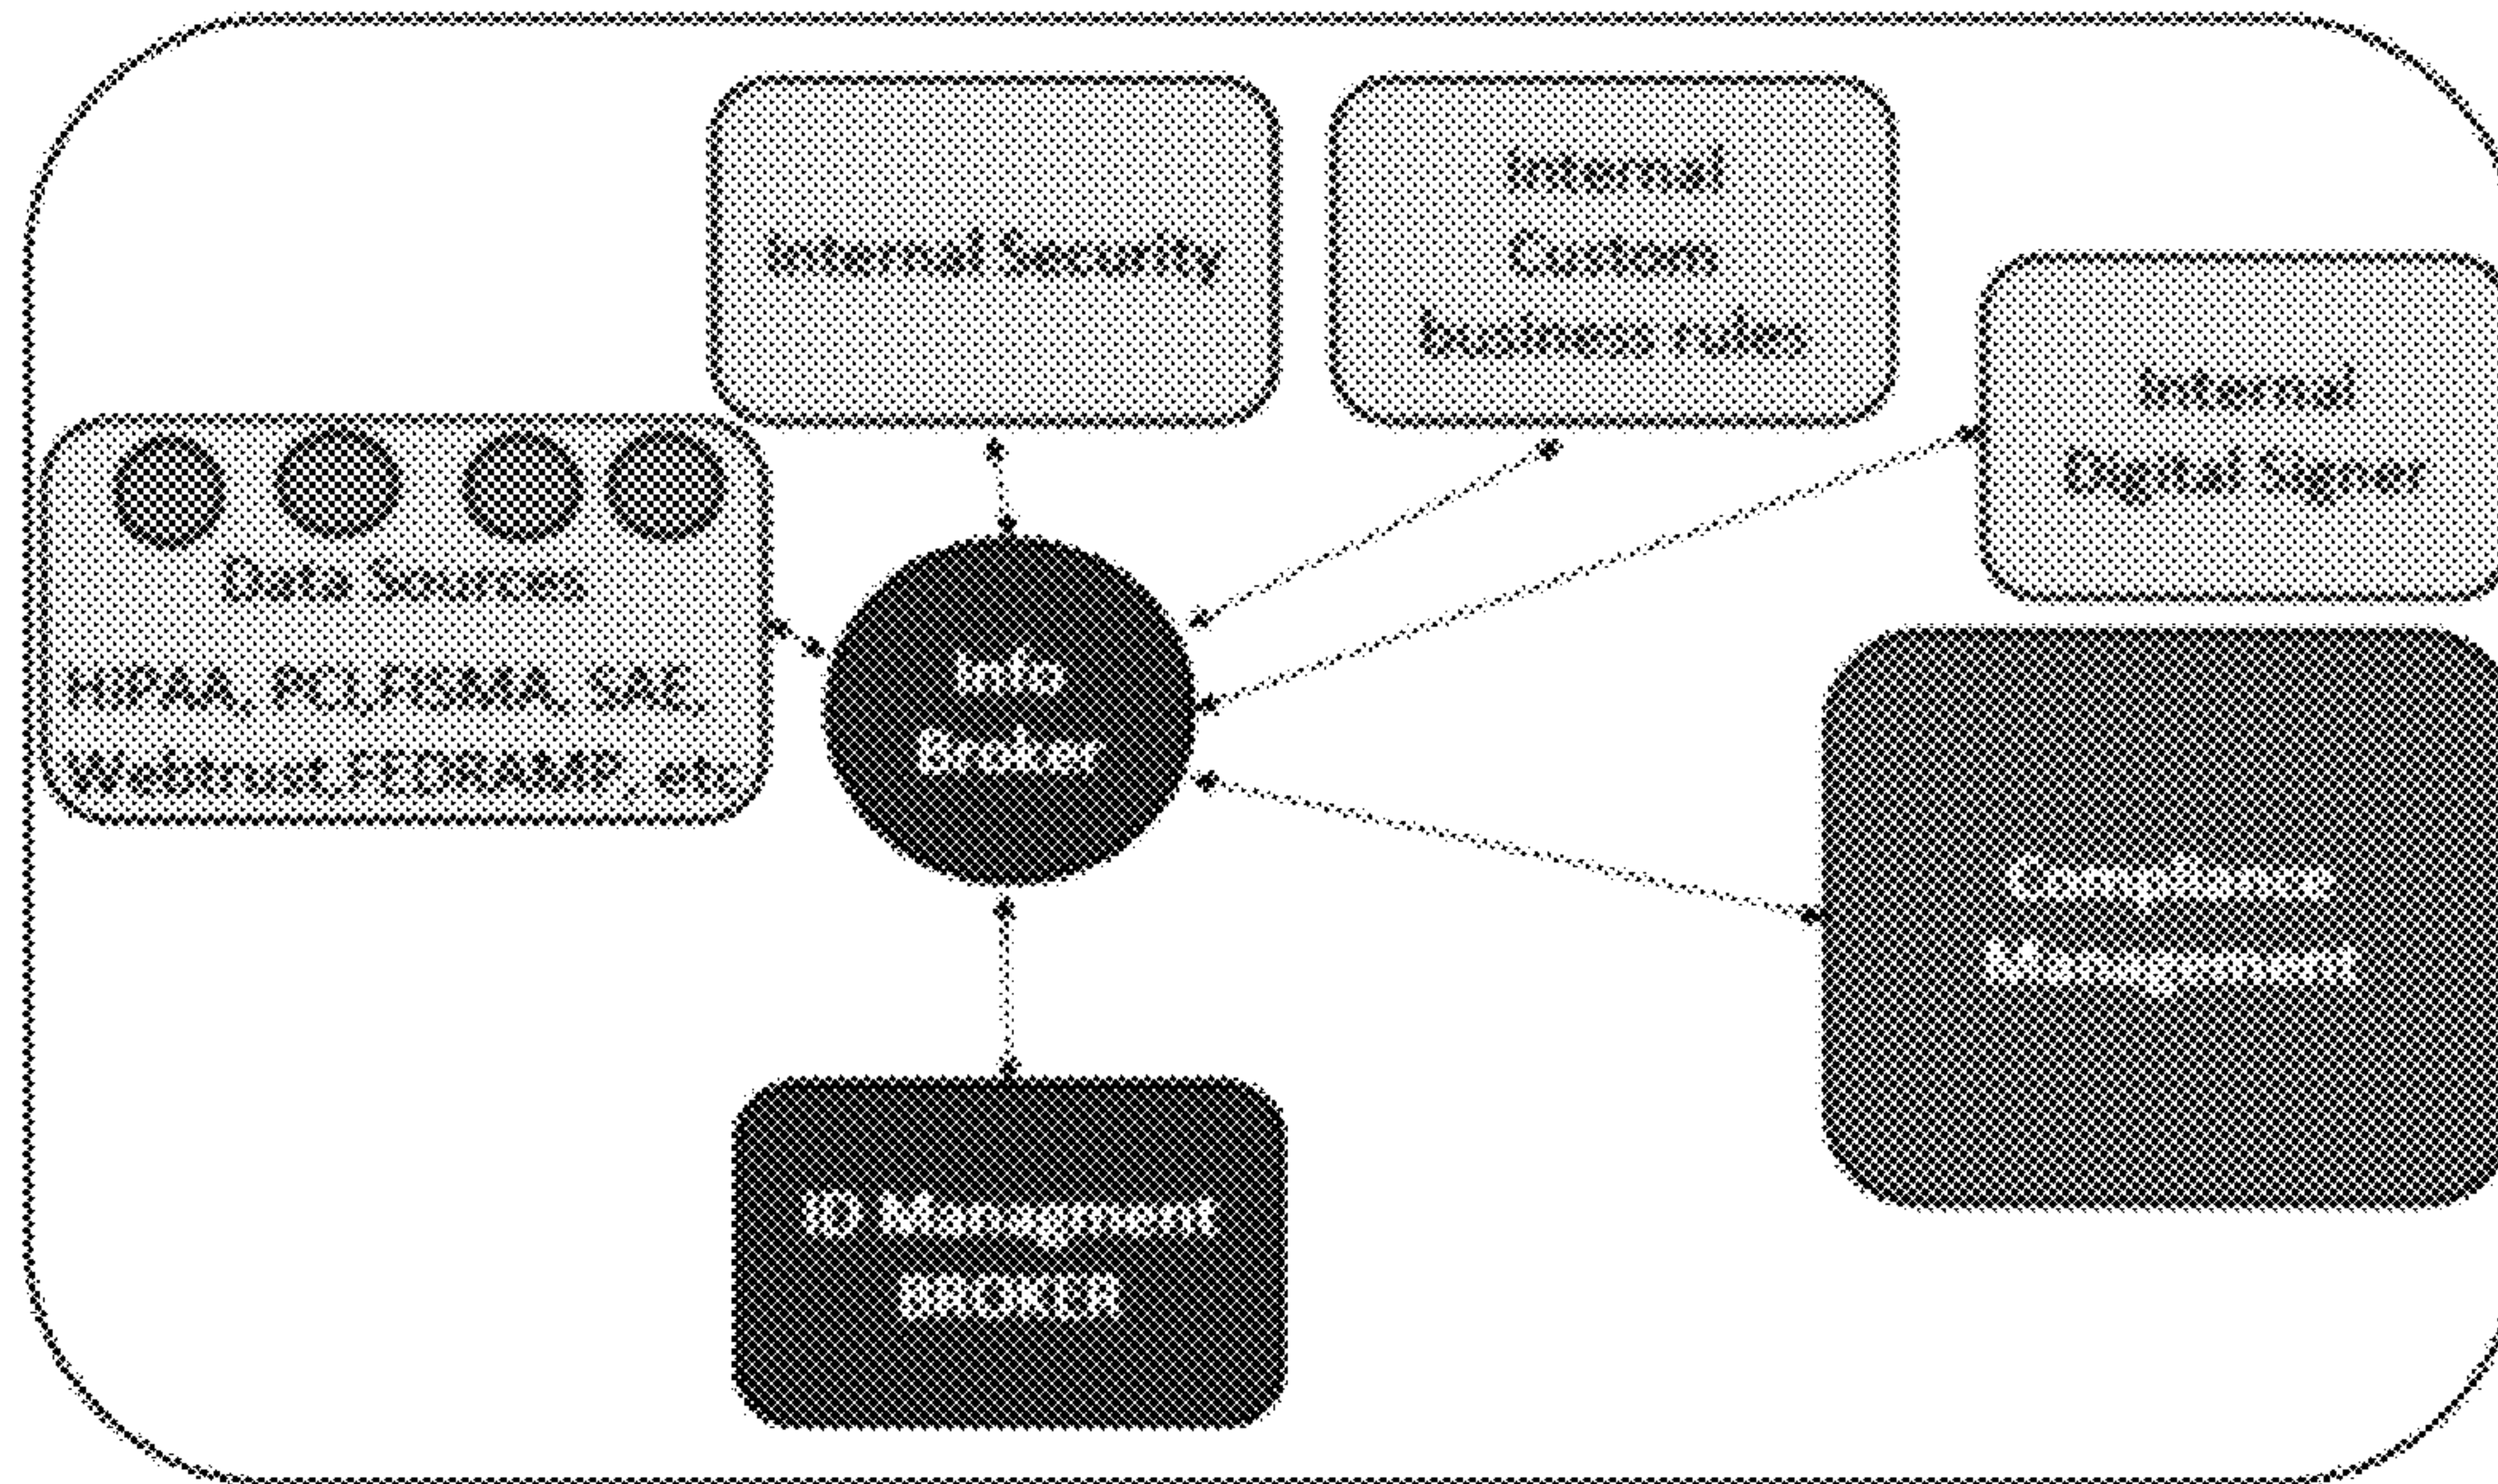 Internal Security
Internal
Custom
business rules
Internal
Digital Signer
Data Sources
HIPAA, PCI, FISMA, SAE,
Webtrust, FEDRAMP, etc
Info
Broker
Compliance
Management
ID Managment
BROKER